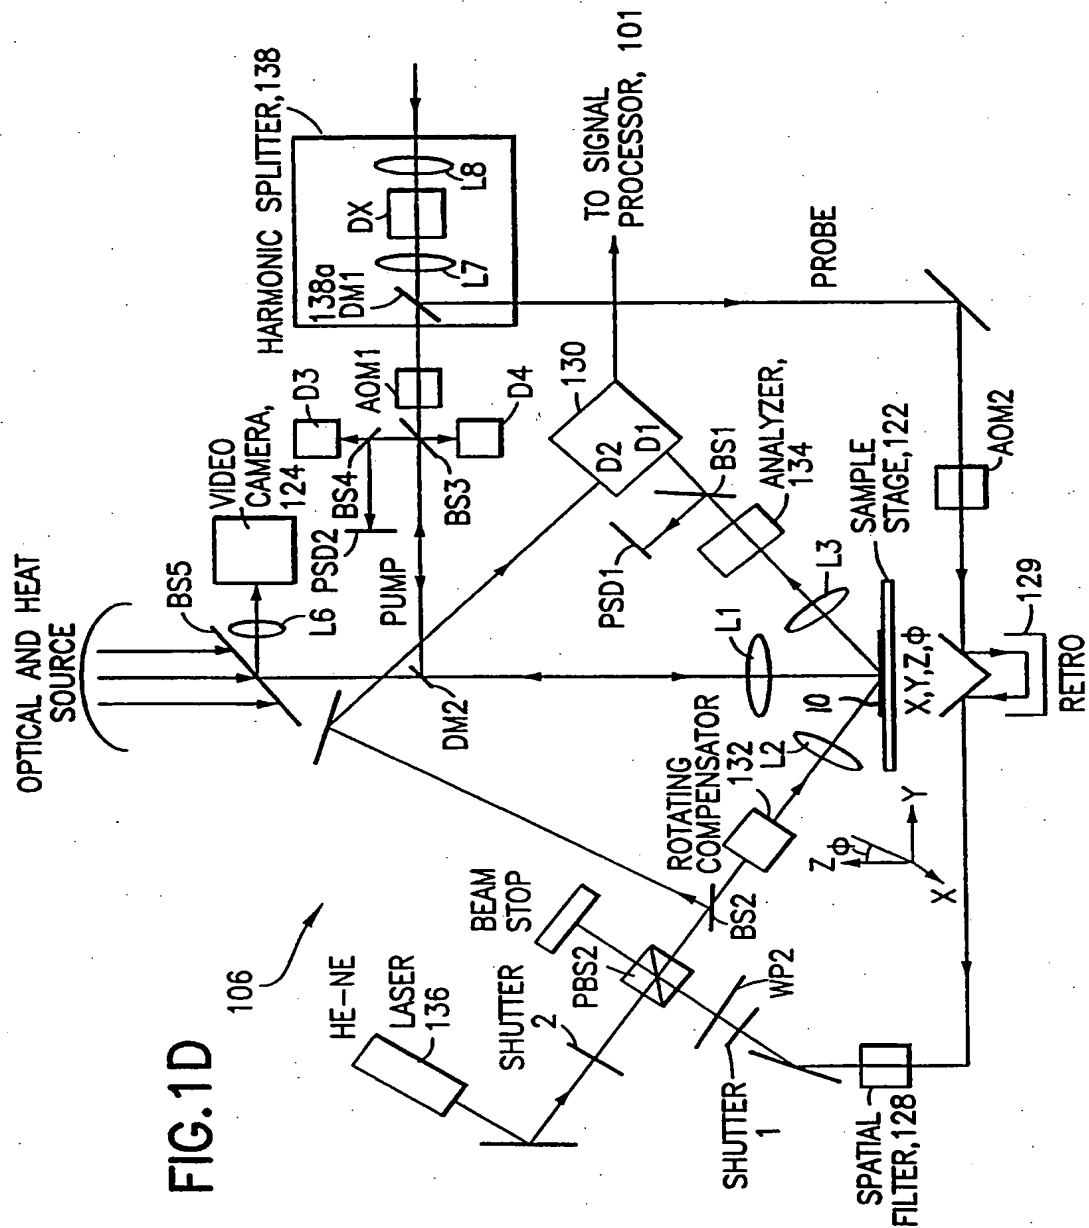 FIG.1D
106
OPTICAL AND HEAT
SOURCE
BS5
VIDEO
CAMERA,
124
L6
PSD2
BS4
D3
AOM1
D4
BS3
PUMP
DM2
HARMONIC SPLITTER,138
138a
DM1
L7
DX
L8
TO SIGNAL
PROCESSOR, 101
130
D2
D1
BS1
PSD1
ANALYZER,
134
L3
L1
PROBE
HE-NE
LASER
136
SHUTTER
2
BEAM
STOP
PBS2
BS2
ROTATING
COMPENSATOR
132
L2
10
SAMPLE
STAGE,122
X,Y,Z,ϕ
AOM2
129
RETRO
Z
ϕ
Y
X
WP2
SHUTTER
1
SPATIAL
FILTER,128